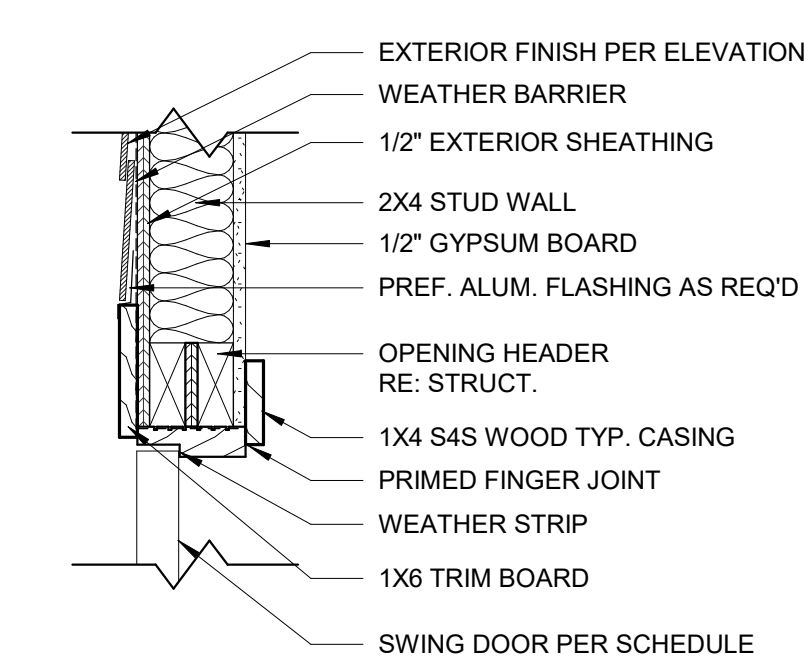 EXTERIOR FINISH PER ELEVATION
WEATHER BARRIER
1/2" EXTERIOR SHEATHING
2X4 STUD WALL
1/2" GYPSUM BOARD
PREF. ALUM. FLASHING AS REQ'D
OPENING HEADER
RE: STRUCT.
1X4 S4S WOOD TYP. CASING
PRIMED FINGER JOINT
WEATHER STRIP
1X6 TRIM BOARD
SWING DOOR PER SCHEDULE